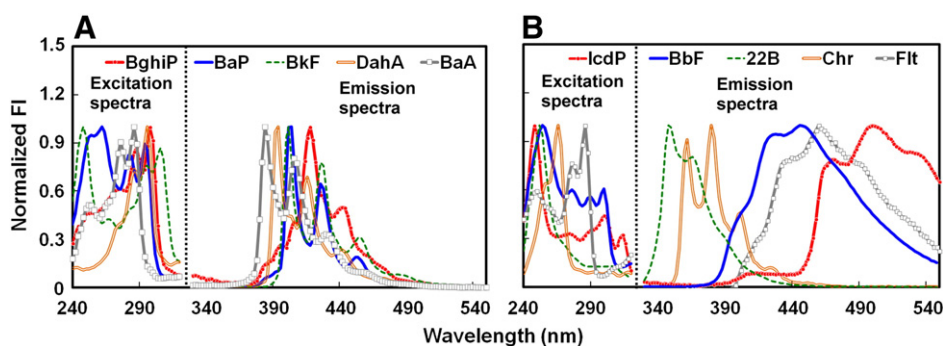 A
B
1.5
BghiP BaP BkF DahA BaA
IcdP BbF 22B Chr Flt
Excitation spectra
Emission spectra
Excitation spectra
Emission spectra
1.2
0.9
0.6
0.3
0
Normalized FI
240 290 340 390 440 490 540
240 290 340 390 440 490 540
Wavelength (nm)